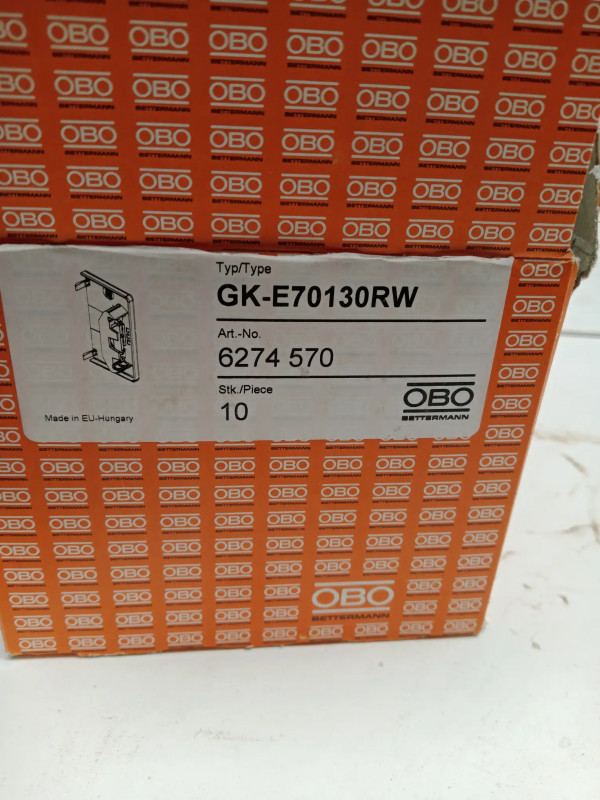 Typ/Type
GK-E70130RW
Art.-No.
6274 570
Stk./Piece
10
OBO
BETTERMANN
Made in EU-Hungary
OBO
BETTERMANN